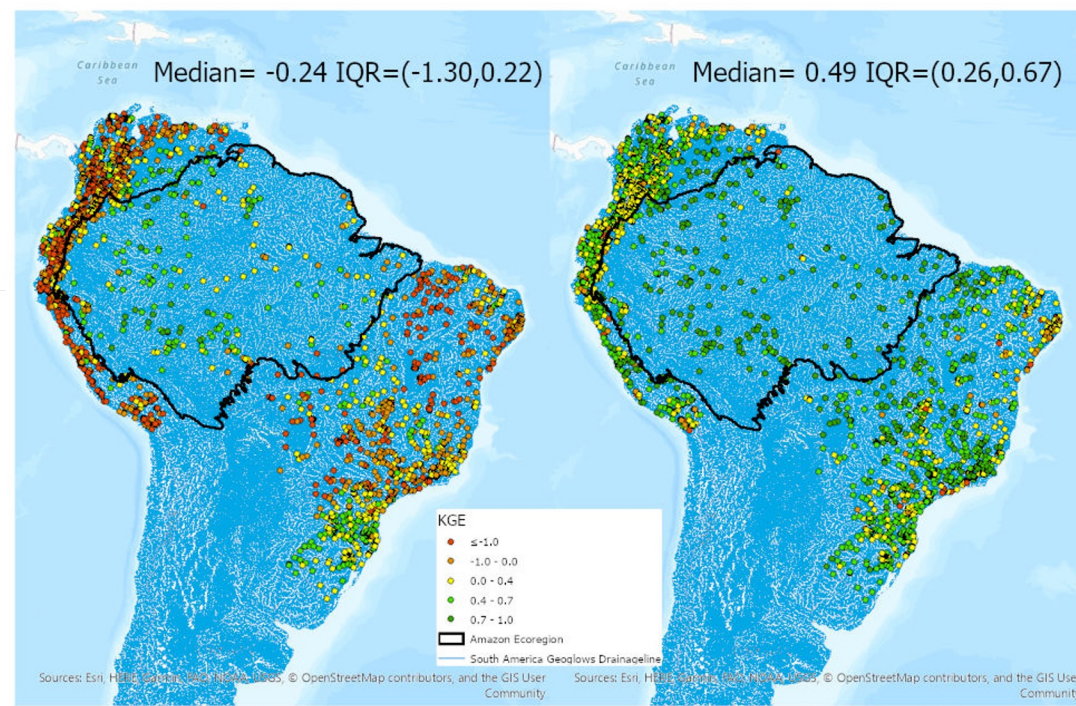 Caribbean
Sea
Median= -0.24 IQR=(-1.30,0.22)
Caribbean
Sea
Median= 0.49 IQR=(0.26,0.67)
KGE
≤-1.0
-1.0 - 0.0
0.0 - 0.4
0.4 - 0.7
0.7 - 1.0
Amazon Ecoregion
South America Geoglows Drainageline
Sources: Esri, HERE, Garmin, FAO, NOAA, USGS, © OpenStreetMap contributors, and the GIS User
Community
Sources: Esri, HERE, Garmin, FAO, NOAA, USGS, © OpenStreetMap contributors, and the GIS User
Community